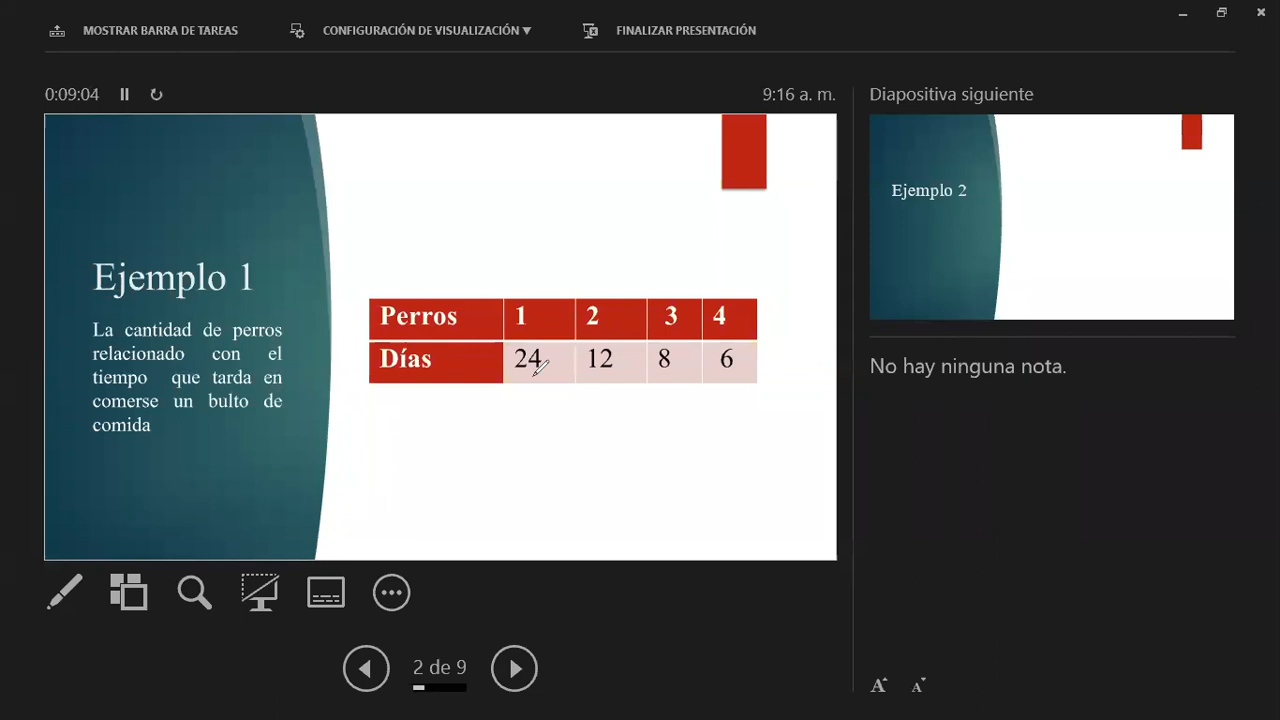 MOSTRAR BARRA DE TAREAS CONFIGURACIÓN DE VISUALIZACIÓN ▼ FINALIZAR PRESENTACIÓN
0:09:04 9:16 a. m.
Ejemplo 1
La cantidad de perros
relacionado con el
tiempo que tarda en
comerse un bulto de
comida
Perros 1 2 3 4
Días 24 12 8 6
2 de 9
Diapositiva siguiente
Ejemplo 2
No hay ninguna nota.
A A